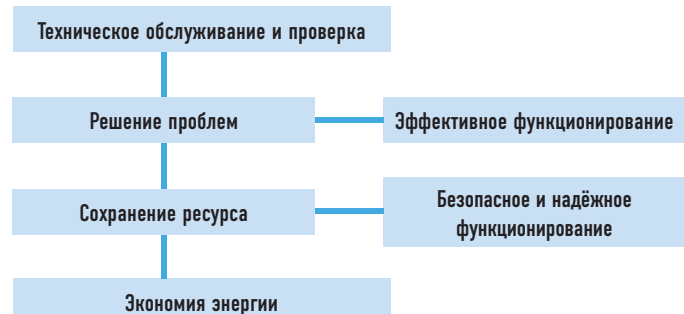 Техническое обслуживание и проверка
Решение проблем
Эффективное функционирование
Сохранение ресурса
Безопасное и надёжное
функционирование
Экономия энергии